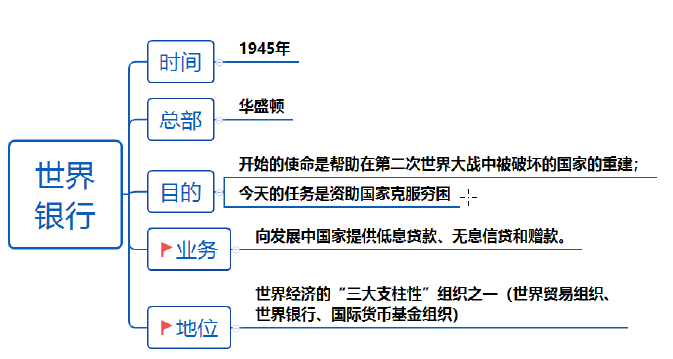 世界
银行
时间
1945年
总部
华盛顿
目的
开始的使命是帮助在第二次世界大战中被破坏的国家的重建；
今天的任务是资助国家克服穷困
业务
向发展中国家提供低息贷款、无息信贷和赠款。
地位
世界经济的“三大支柱性”组织之一（世界贸易组织、
世界银行、国际货币基金组织）